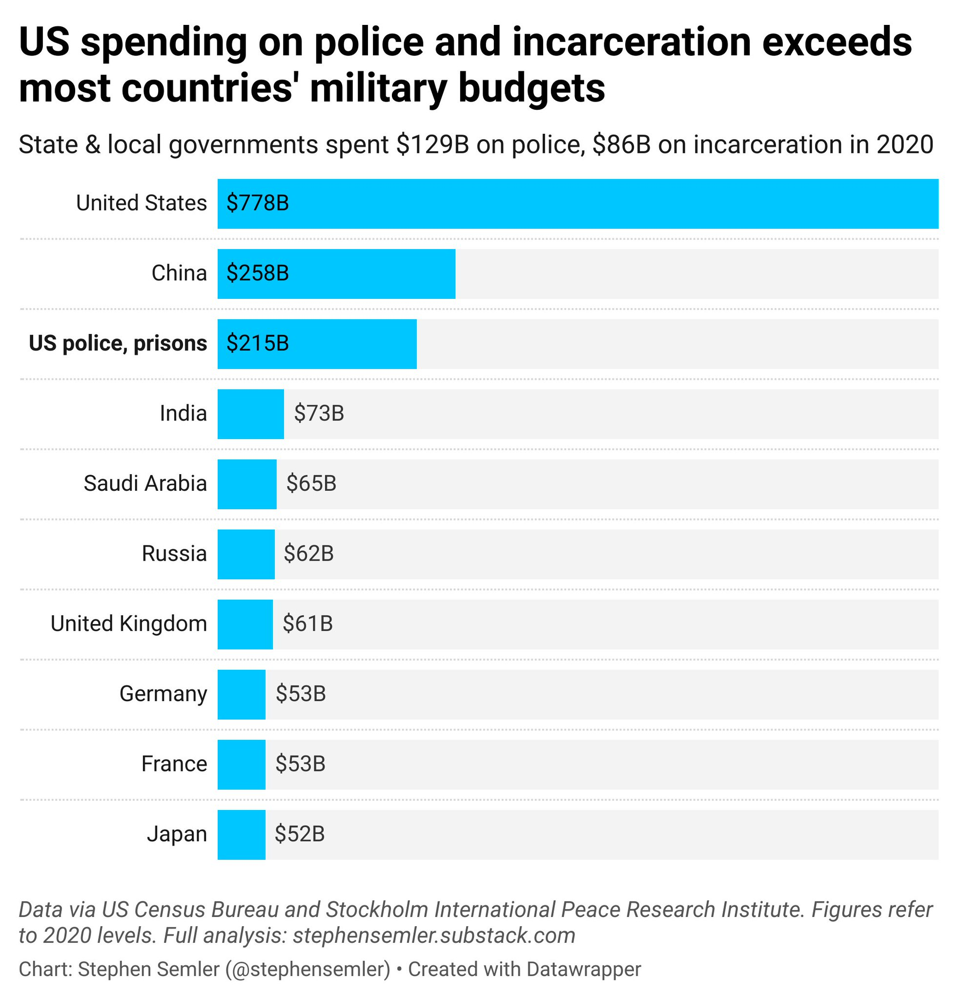 US spending on police and incarceration exceeds
most countries' military budgets
State & local governments spent $129B on police, $86B on incarceration in 2020
United States $778B
China $258B
US police, prisons $215B
India $73B
Saudi Arabia $65B
Russia $62B
United Kingdom $61B
Germany $53B
France $53B
Japan $52B
Data via US Census Bureau and Stockholm International Peace Research Institute. Figures refer
to 2020 levels. Full analysis: stephensemler.substack.com
Chart: Stephen Semler (@stephensemler) • Created with Datawrapper